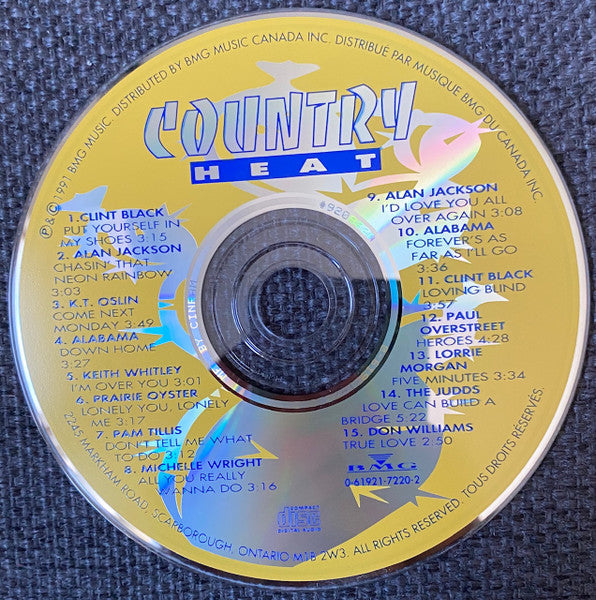 ℗ & © 1991 BMG MUSIC. DISTRIBUTED BY BMG MUSIC CANADA INC. DISTRIBUÉ PAR MUSIQUE BMG DU CANADA INC.
COUNTRY
HEAT
1.CLINT BLACK
PUT YOURSELF IN
MY SHOES 3:15
2. ALAN JACKSON
CHASIN' THAT
NEON RAINBOW
3:03
3. K.T. OSLIN
COME NEXT
MONDAY 3:49
4. ALABAMA
DOWN HOME
3:27
5. KEITH WHITLEY
I'M OVER YOU 3:01
6. PRAIRIE OYSTER
LONELY YOU, LONELY
ME 3:17
7. PAM TILLIS
DON'T TELL ME WHAT
TO DO 3:12
8. MICHELLE WRIGHT
ALL YOU REALLY
WANNA DO 3:16
9. ALAN JACKSON
I'D LOVE YOU ALL
OVER AGAIN 3:08
10. ALABAMA
FOREVER'S AS
FAR AS I'LL GO
3:36
11. CLINT BLACK
LOVING BLIND
3:57
12. PAUL
OVERSTREET
HEROES 4:28
13. LORRIE
MORGAN
FIVE MINUTES 3:34
14. THE JUDDS
LOVE CAN BUILD A
BRIDGE 5:22
15. DON WILLIAMS
TRUE LOVE 2:50
BMG
0-61921-7220-2
COMPACT
disc
DIGITAL AUDIO
2245 MARKHAM ROAD, SCARBOROUGH, ONTARIO M1B 2W3. ALL RIGHTS RESERVED. TOUS DROITS RÉSERVÉS.